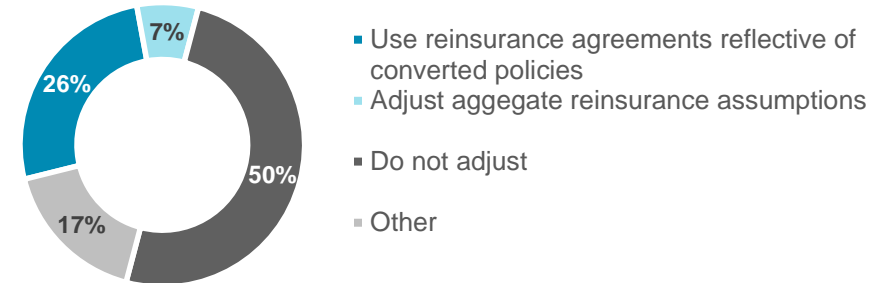 7%
26%
50%
17%
Use reinsurance agreements reflective of
converted policies
Adjust aggegate reinsurance assumptions
Do not adjust
Other